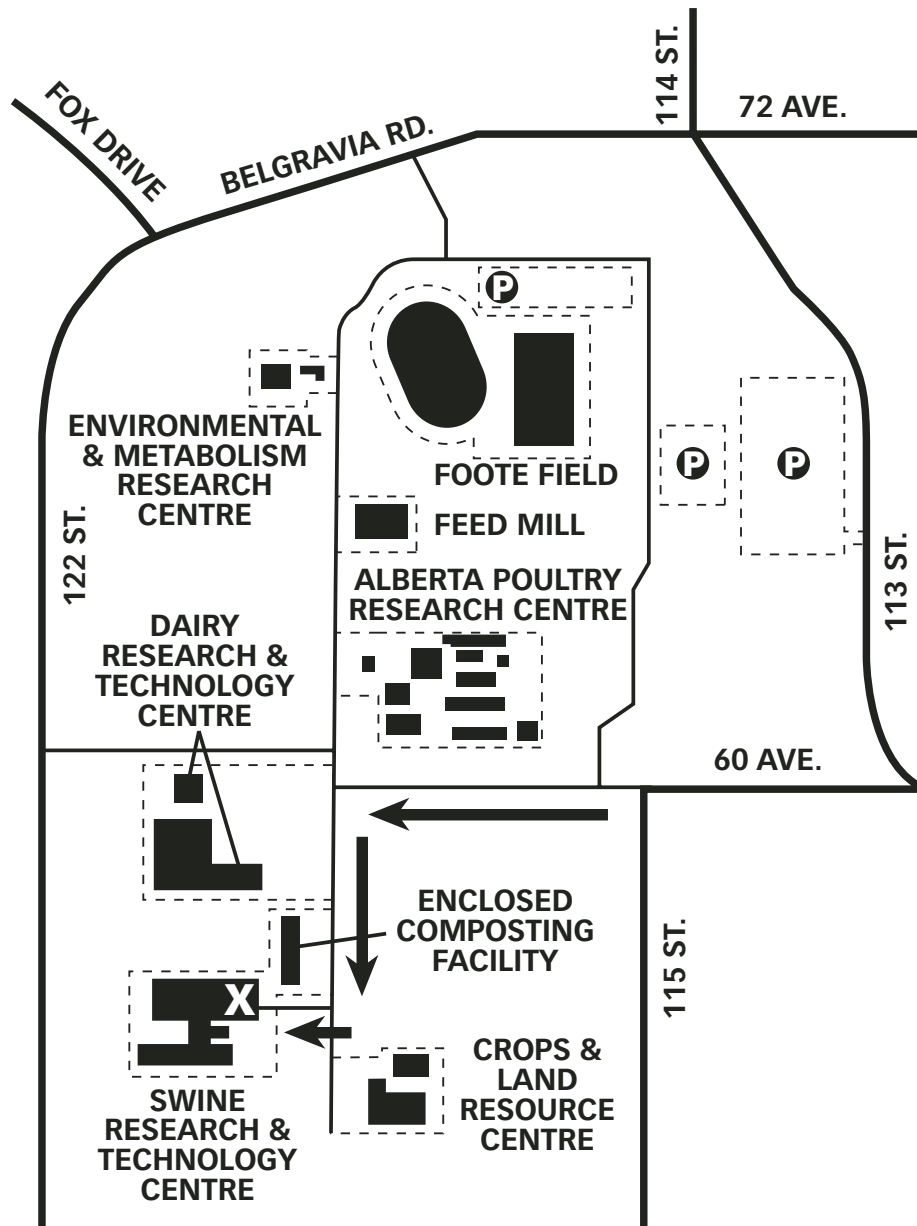 114 ST.
72 AVE.
FOX DRIVE
BELGRAVIA RD.
P
ENVIRONMENTAL
& METABOLISM
RESEARCH
CENTRE
FOOTE FIELD
P
P
FEED MILL
122 ST.
113 ST.
ALBERTA POULTRY
RESEARCH CENTRE
DAIRY
RESEARCH &
TECHNOLOGY
CENTRE
60 AVE.
ENCLOSED
COMPOSTING
FACILITY
115 ST.
X
CROPS &
LAND
RESOURCE
CENTRE
SWINE
RESEARCH &
TECHNOLOGY
CENTRE